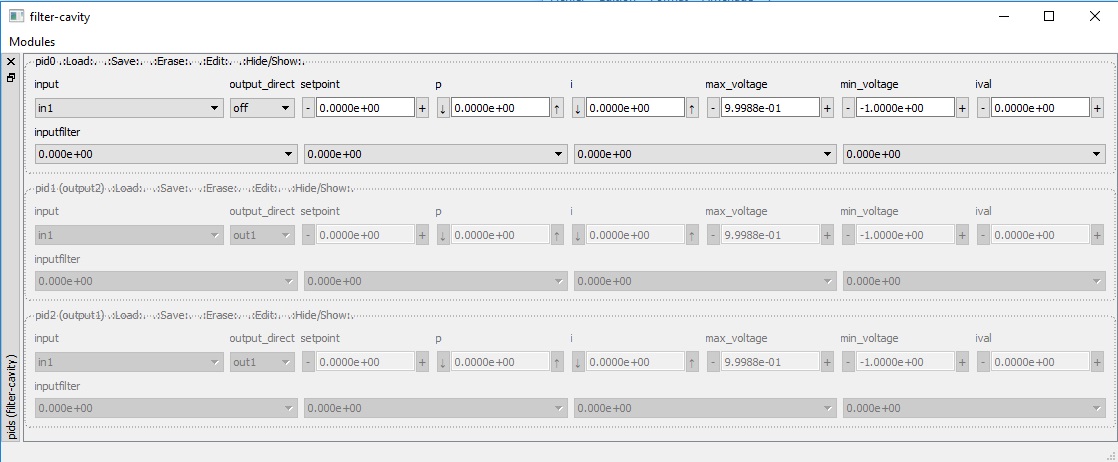 filter-cavity
Modules
pid0 .:Load:. .:Save:. .:Erase:. .:Edit:. .:Hide/Show:.
input output_direct setpoint p i max_voltage min_voltage ival
in1 off - 0.0000e+00 + ↓ 0.0000e+00 ↑ ↓ 0.0000e+00 ↑ - 9.9988e-01 + - -1.0000e+00 + - 0.0000e+00 +
inputfilter
0.000e+00 0.000e+00 0.000e+00 0.000e+00
pid1 (output2) .:Load:. .:Save:. .:Erase:. .:Edit:. .:Hide/Show:.
input output_direct setpoint p i max_voltage min_voltage ival
in1 out1 - 0.0000e+00 + ↓ 0.0000e+00 ↑ ↓ 0.0000e+00 ↑ - 9.9988e-01 + - -1.0000e+00 + - 0.0000e+00 +
inputfilter
0.000e+00 0.000e+00 0.000e+00 0.000e+00
pid2 (output1) .:Load:. .:Save:. .:Erase:. .:Edit:. .:Hide/Show:.
input output_direct setpoint p i max_voltage min_voltage ival
in1 out1 - 0.0000e+00 + ↓ 0.0000e+00 ↑ ↓ 0.0000e+00 ↑ - 9.9988e-01 + - -1.0000e+00 + - 0.0000e+00 +
inputfilter
0.000e+00 0.000e+00 0.000e+00 0.000e+00
pids (filter-cavity)